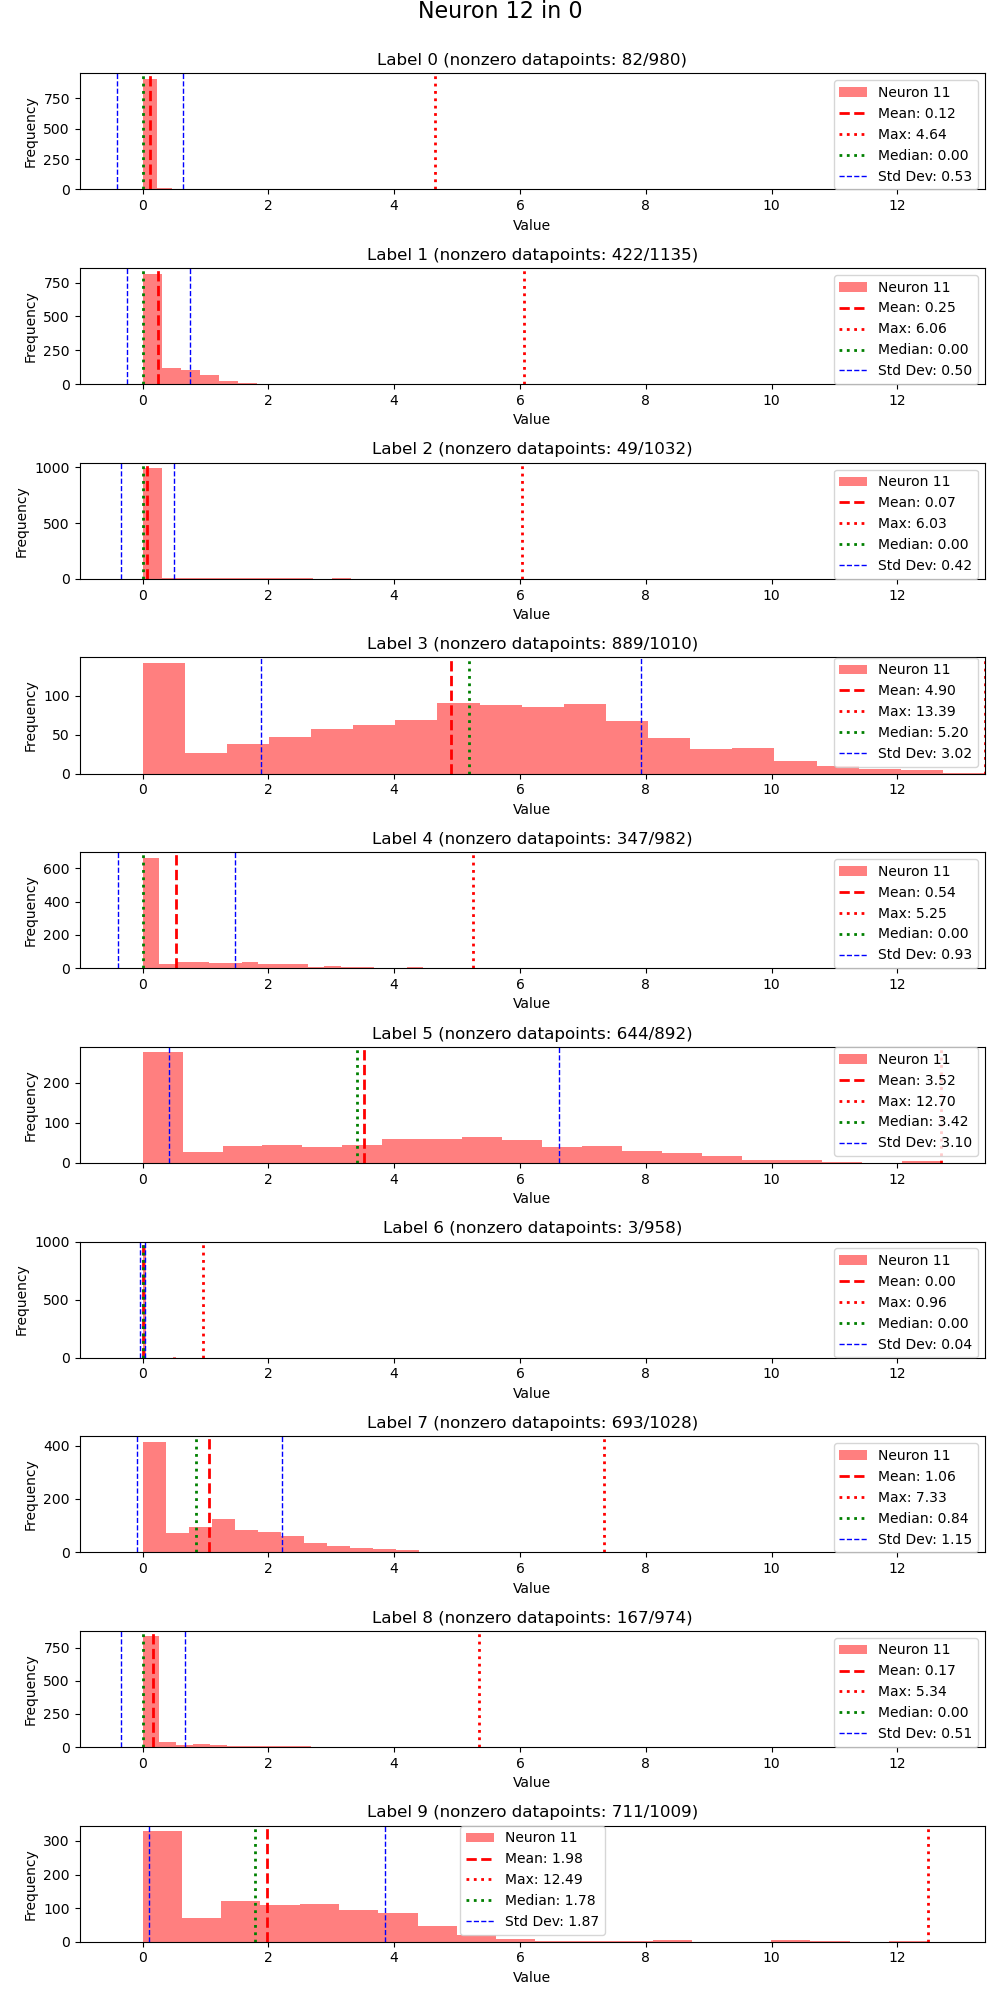 Neuron 12 in 0
Label 0 (nonzero datapoints: 82/980)
Frequency
750
500
250
0
Neuron 11
Mean: 0.12
Max: 4.64
Median: 0.00
Std Dev: 0.53
0 2 4 6 8 10 12
Value
Label 1 (nonzero datapoints: 422/1135)
Frequency
750
500
250
0
Neuron 11
Mean: 0.25
Max: 6.06
Median: 0.00
Std Dev: 0.50
0 2 4 6 8 10 12
Value
Label 2 (nonzero datapoints: 49/1032)
Frequency
1000
500
0
Neuron 11
Mean: 0.07
Max: 6.03
Median: 0.00
Std Dev: 0.42
0 2 4 6 8 10 12
Value
Label 3 (nonzero datapoints: 889/1010)
Frequency
100
50
0
Neuron 11
Mean: 4.90
Max: 13.39
Median: 5.20
Std Dev: 3.02
0 2 4 6 8 10 12
Value
Label 4 (nonzero datapoints: 347/982)
Frequency
600
400
200
0
Neuron 11
Mean: 0.54
Max: 5.25
Median: 0.00
Std Dev: 0.93
0 2 4 6 8 10 12
Value
Label 5 (nonzero datapoints: 644/892)
Frequency
200
100
0
Neuron 11
Mean: 3.52
Max: 12.70
Median: 3.42
Std Dev: 3.10
0 2 4 6 8 10 12
Value
Label 6 (nonzero datapoints: 3/958)
Frequency
1000
500
0
Neuron 11
Mean: 0.00
Max: 0.96
Median: 0.00
Std Dev: 0.04
0 2 4 6 8 10 12
Value
Label 7 (nonzero datapoints: 693/1028)
Frequency
400
200
0
Neuron 11
Mean: 1.06
Max: 7.33
Median: 0.84
Std Dev: 1.15
0 2 4 6 8 10 12
Value
Label 8 (nonzero datapoints: 167/974)
Frequency
750
500
250
0
Neuron 11
Mean: 0.17
Max: 5.34
Median: 0.00
Std Dev: 0.51
0 2 4 6 8 10 12
Value
Label 9 (nonzero datapoints: 711/1009)
Frequency
300
200
100
0
Neuron 11
Mean: 1.98
Max: 12.49
Median: 1.78
Std Dev: 1.87
0 2 4 6 8 10 12
Value